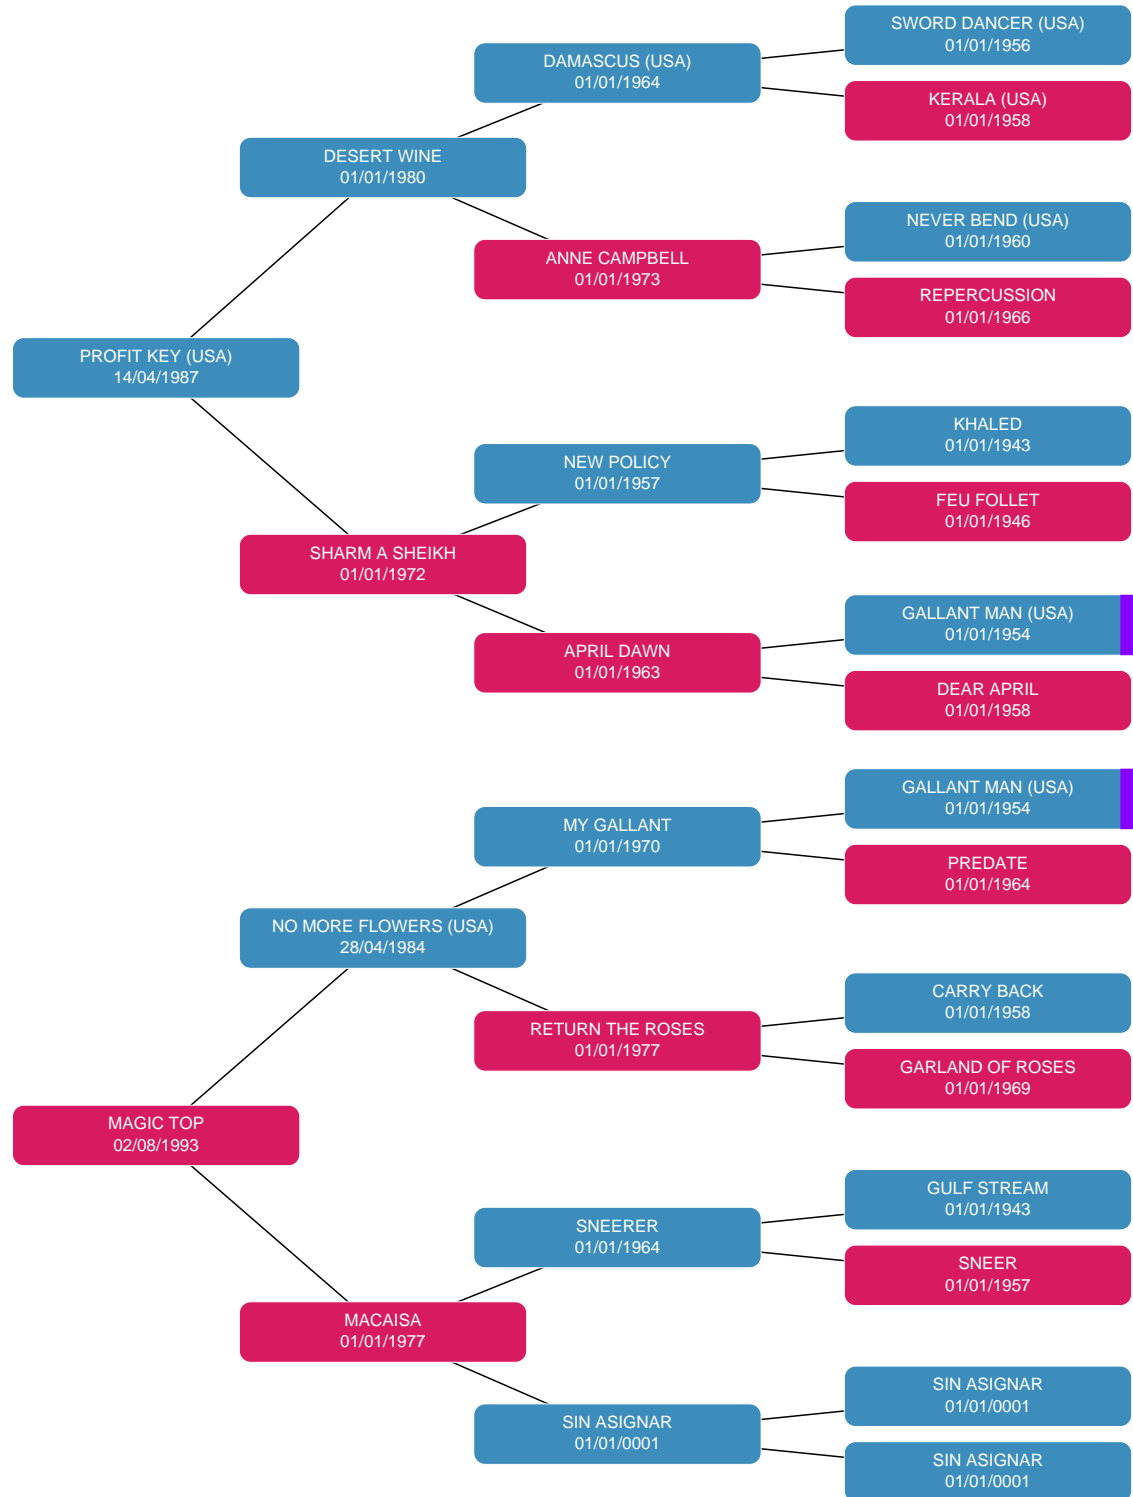 SWORD DANCER (USA)
01/01/1956
DAMASCUS (USA)
01/01/1964
KERALA (USA)
01/01/1958
DESERT WINE
01/01/1980
NEVER BEND (USA)
01/01/1960
ANNE CAMPBELL
01/01/1973
REPERCUSSION
01/01/1966
PROFIT KEY (USA)
14/04/1987
KHALED
01/01/1943
NEW POLICY
01/01/1957
FEU FOLLET
01/01/1946
SHARM A SHEIKH
01/01/1972
GALLANT MAN (USA)
01/01/1954
APRIL DAWN
01/01/1963
DEAR APRIL
01/01/1958
GALLANT MAN (USA)
01/01/1954
MY GALLANT
01/01/1970
PREDATE
01/01/1964
NO MORE FLOWERS (USA)
28/04/1984
CARRY BACK
01/01/1958
RETURN THE ROSES
01/01/1977
GARLAND OF ROSES
01/01/1969
MAGIC TOP
02/08/1993
GULF STREAM
01/01/1943
SNEERER
01/01/1964
SNEER
01/01/1957
MACAISA
01/01/1977
SIN ASIGNAR
01/01/0001
SIN ASIGNAR
01/01/0001
SIN ASIGNAR
01/01/0001